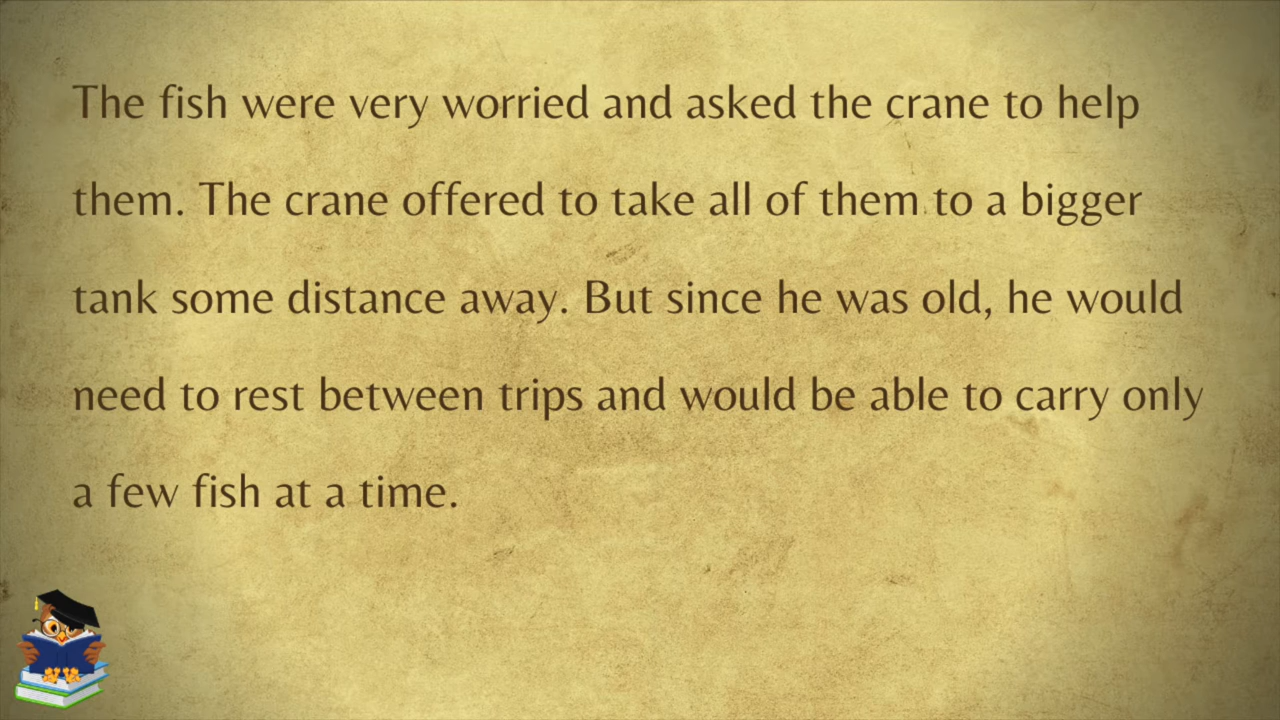 The fish were very worried and asked the crane to help
them. The crane offered to take all of them to a bigger
tank some distance away. But since he was old, he would
need to rest between trips and would be able to carry only
a few fish at a time.